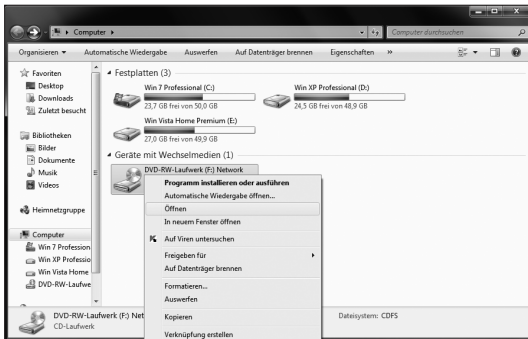 Computer
Computer durchsuchen
Organisieren Automatische Wiedergabe Auswerfen Auf Datenträger brennen Eigenschaften »
Favoriten
Desktop
Downloads
Zuletzt besucht
Bibliotheken
Bilder
Dokumente
Musik
Videos
Heimnetzgruppe
Computer
Win 7 Profession
Win XP Professio
Win Vista Home
DVD-RW-Laufwe
Festplatten (3)
Win 7 Professional (C:)
23,7 GB frei von 50,0 GB
Win XP Professional (D:)
24,5 GB frei von 48,9 GB
Win Vista Home Premium (E:)
27,0 GB frei von 49,9 GB
Geräte mit Wechselmedien (1)
DVD-RW-Laufwerk (F:) Network
Programm installieren oder ausführen
Automatische Wiedergabe...
Öffnen
In neuem Fenster öffnen
Auf Viren untersuchen
Freigeben für
Auf Datenträger brennen
Formatieren...
Auswerfen
Kopieren
Verknüpfung erstellen
DVD-RW-Laufwerk (F:) Net
CD-Laufwerk
Dateisystem: CDFS